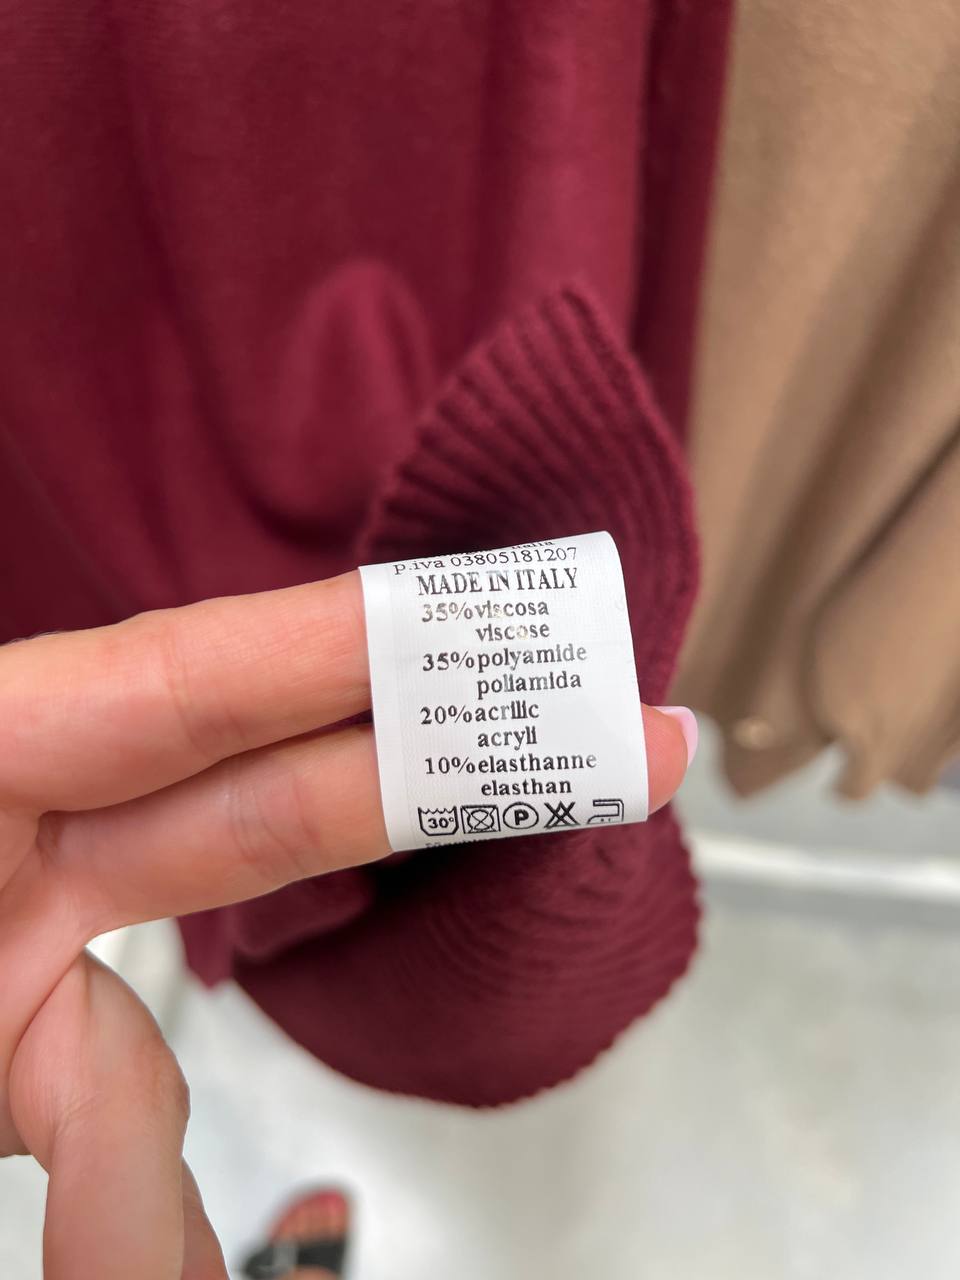 p.iva 03805181207
MADE IN ITALY
35% viscosa
viscose
35% polyamide
poliamida
20% acrilic
acryli
10% elasthanne
elasthan
30° P